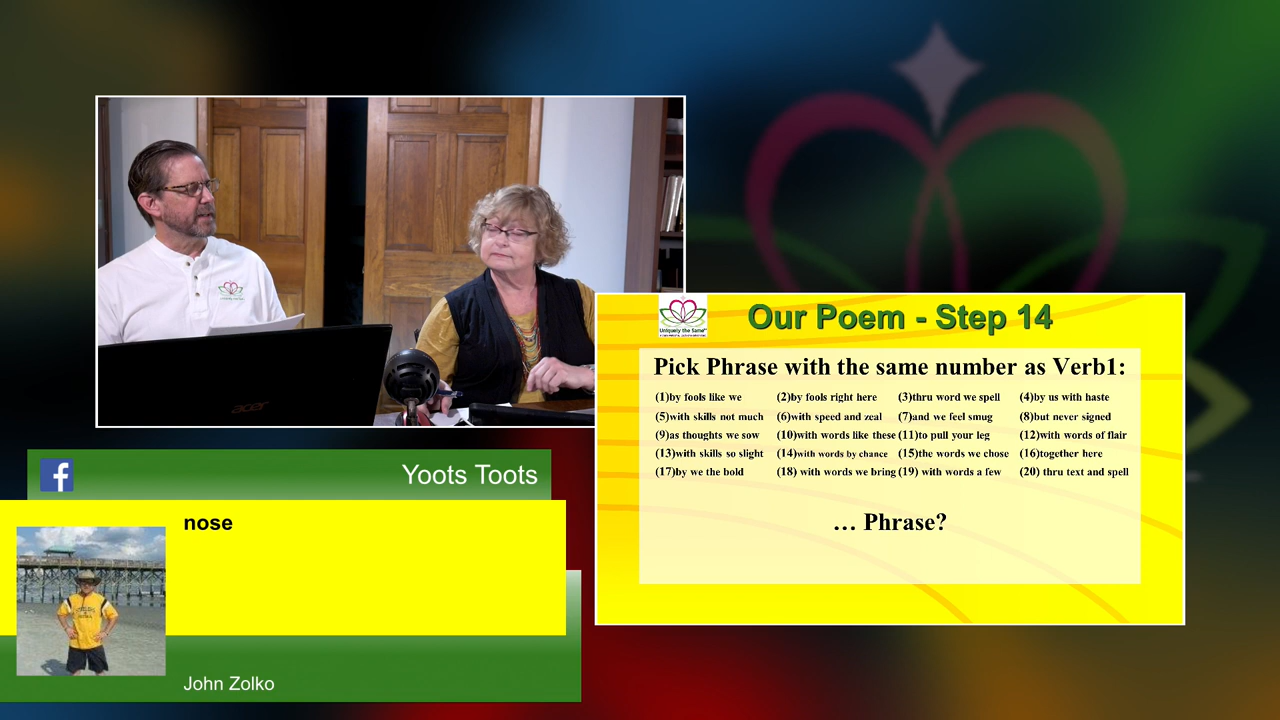 Our Poem - Step 14
Uniquely the Same
Pick Phrase with the same number as Verb1:
(1)by fools like we (2)by fools right here (3)thru word we spell (4)by us with haste
(5)with skills not much (6)with speed and zeal (7)and we feel smug (8)but never signed
(9)as thoughts we sow (10)with words like these (11)to pull your leg (12)with words of flair
(13)with skills so slight (14)with words by chance (15)the words we chose (16)together here
(17)by we the bold (18) with words we bring (19) with words a few (20) thru text and spell
… Phrase?
acer
f
Yoots Toots
nose
John Zolko